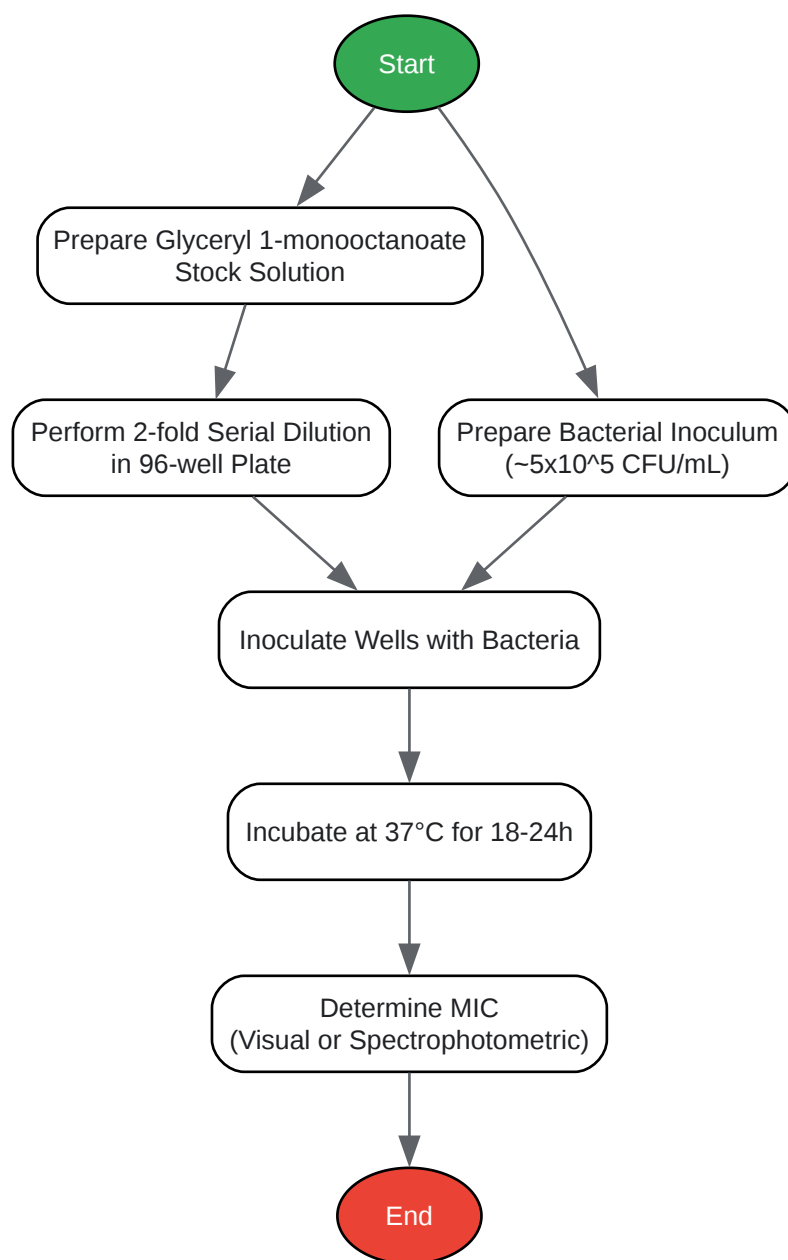 Start
Prepare Glyceryl 1-monooctanoate
Stock Solution
Perform 2-fold Serial Dilution
in 96-well Plate
Prepare Bacterial Inoculum
(~5x10^5 CFU/mL)
Inoculate Wells with Bacteria
Incubate at 37°C for 18-24h
Determine MIC
(Visual or Spectrophotometric)
End